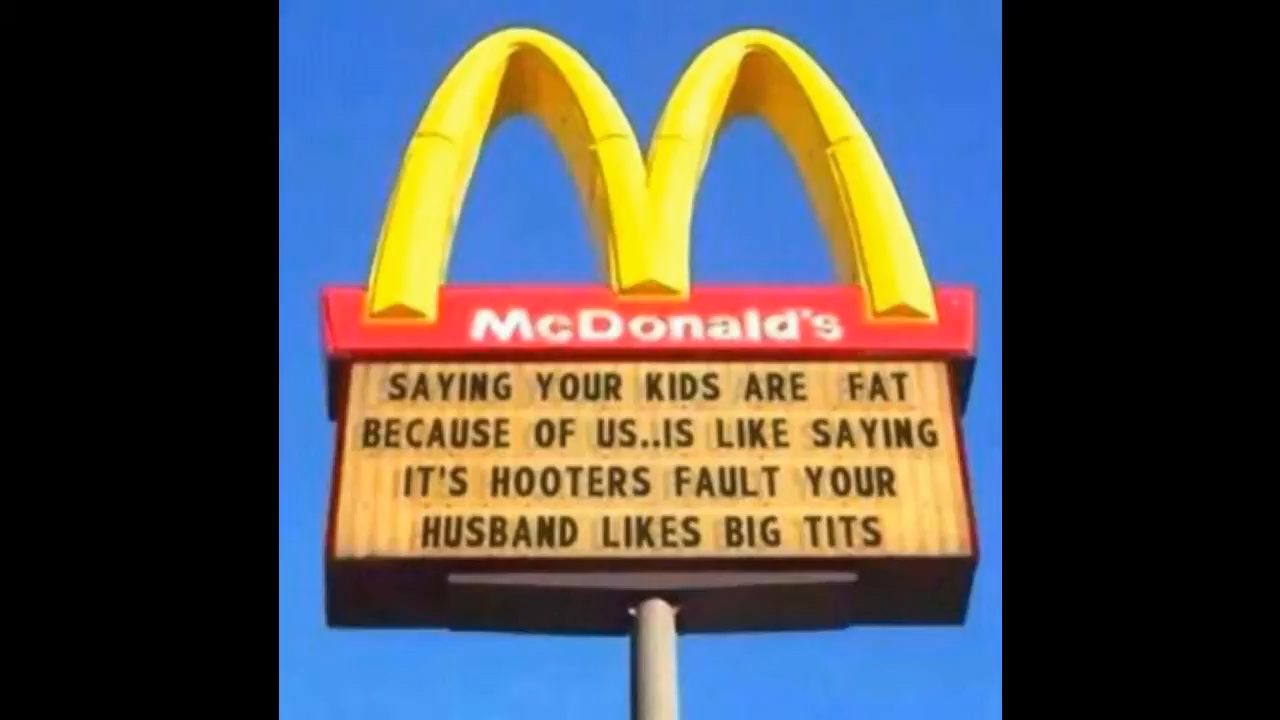 McDonald's
SAYING YOUR KIDS ARE FAT
BECAUSE OF US..IS LIKE SAYING
IT'S HOOTERS FAULT YOUR
HUSBAND LIKES BIG TITS